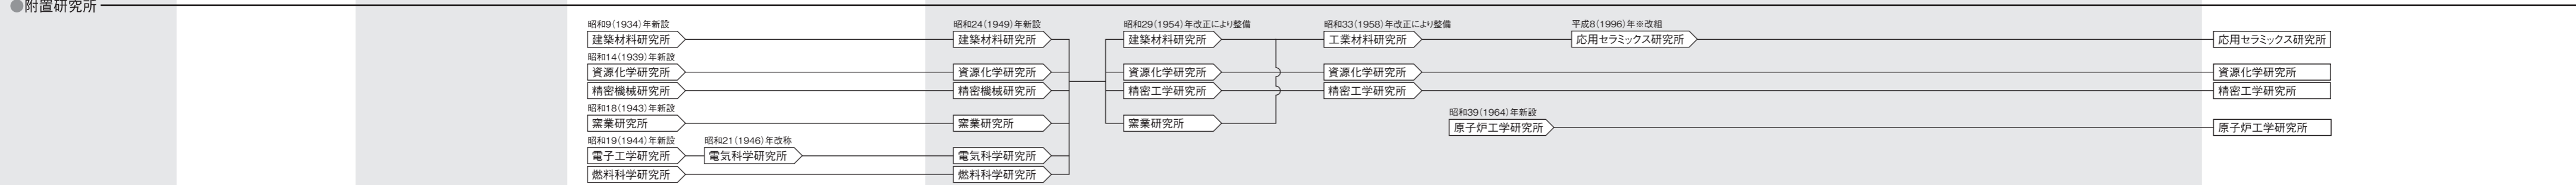 ●附置研究所
昭和9(1934)年新設
昭和24(1949)年新設
昭和29(1954)年改正により整備
昭和33(1958)年改正により整備
平成8(1996)年※改組
建築材料研究所
建築材料研究所
建築材料研究所
工業材料研究所
応用セラミックス研究所
応用セラミックス研究所
昭和14(1939)年新設
資源化学研究所
資源化学研究所
資源化学研究所
資源化学研究所
資源化学研究所
精密機械研究所
精密機械研究所
精密工学研究所
精密工学研究所
精密工学研究所
昭和18(1943)年新設
昭和39(1964)年新設
窯業研究所
窯業研究所
窯業研究所
原子炉工学研究所
原子炉工学研究所
昭和19(1944)年新設
昭和21(1946)年改称
電子工学研究所
電気科学研究所
電気科学研究所
燃料科学研究所
燃料科学研究所